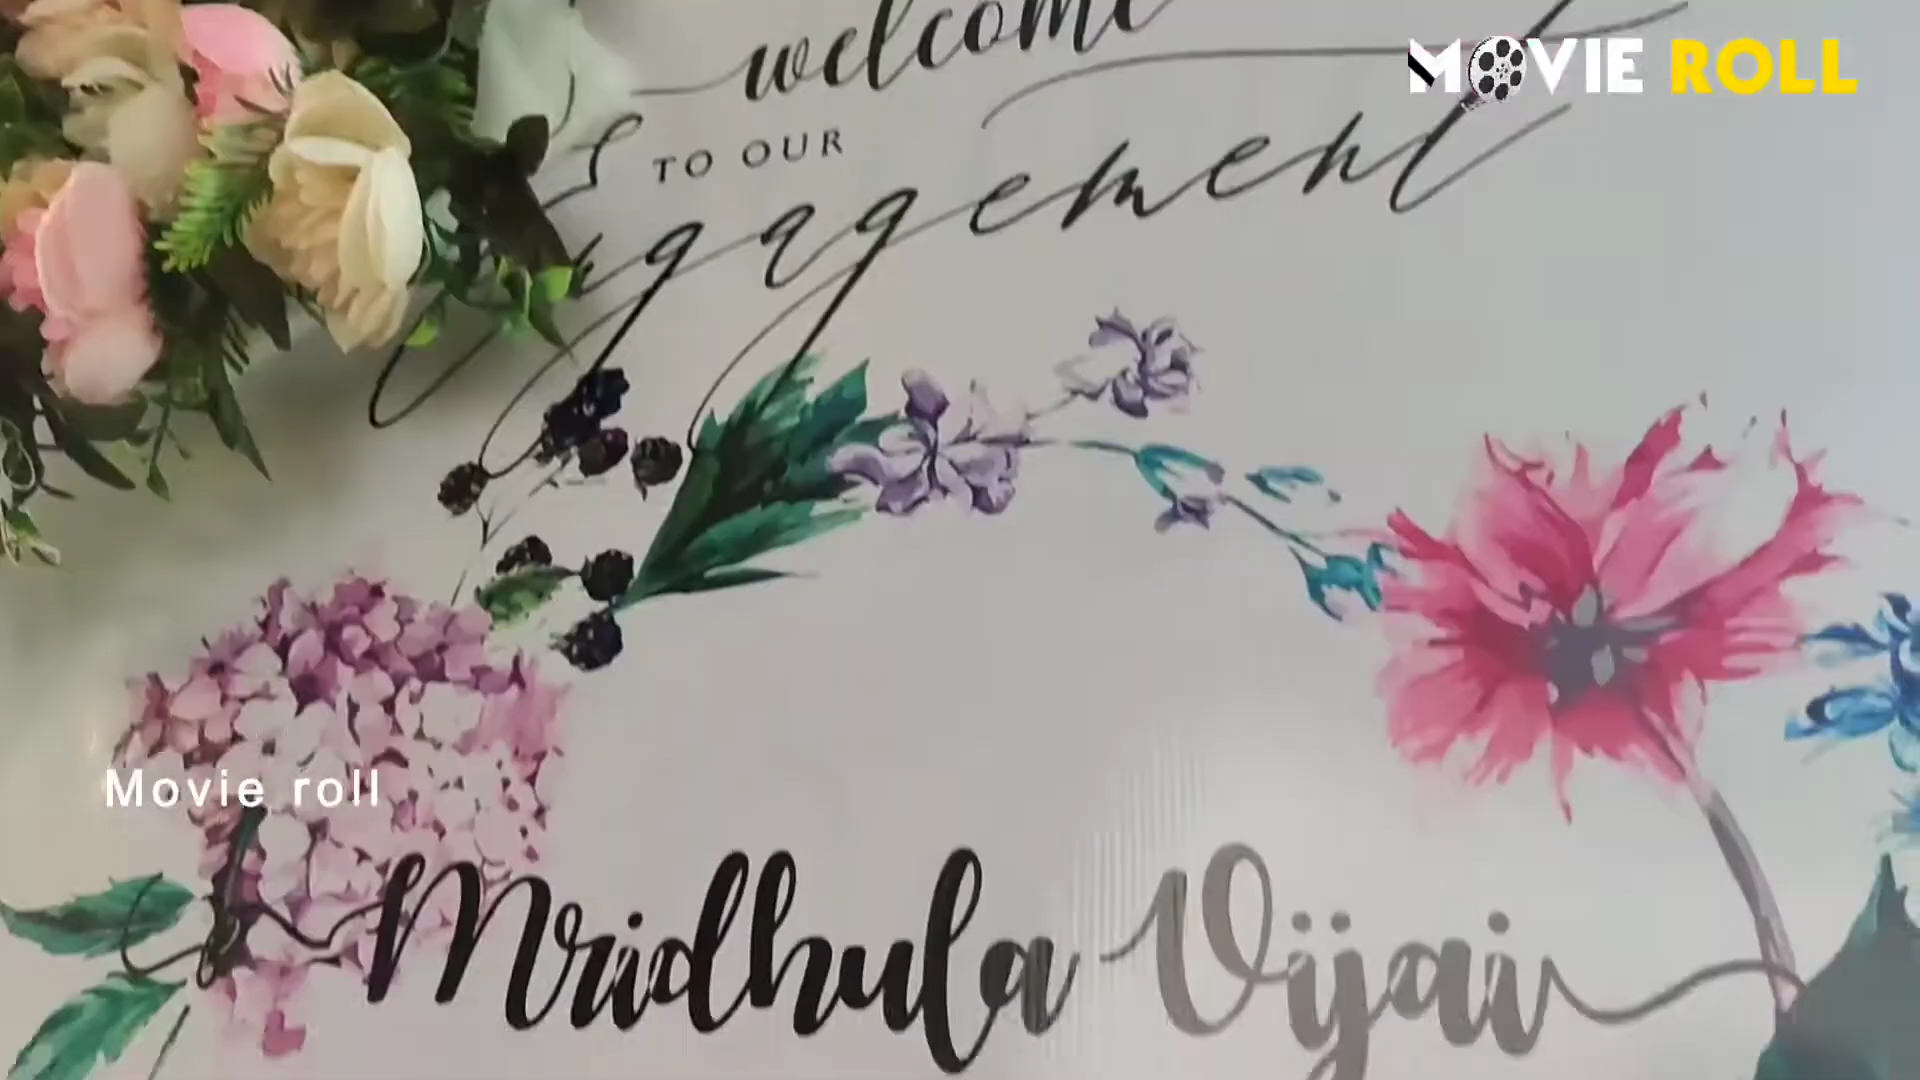 welcome
MOVIE ROLL
TO OUR
engagement
Movie roll
Mridhula Vijai